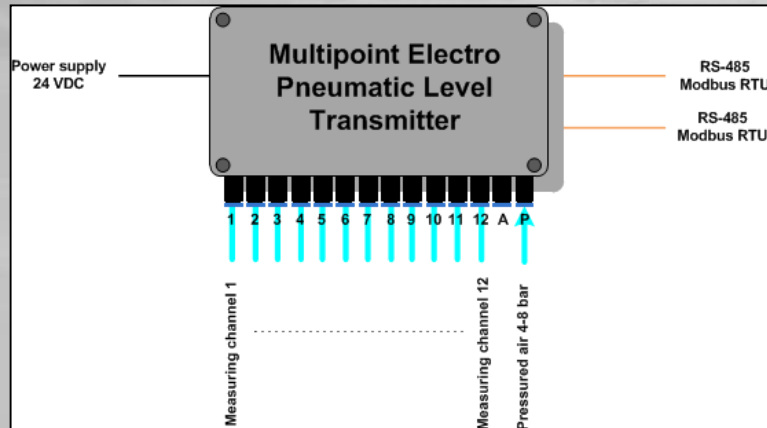 Multipoint Electro
Pneumatic Level
Transmitter
Power supply
24 VDC
RS-485
Modbus RTU
RS-485
Modbus RTU
1 2 3 4 5 6 7 8 9 10 11 12 A P
Measuring channel 1
Measuring channel 12
Pressured air 4-8 bar